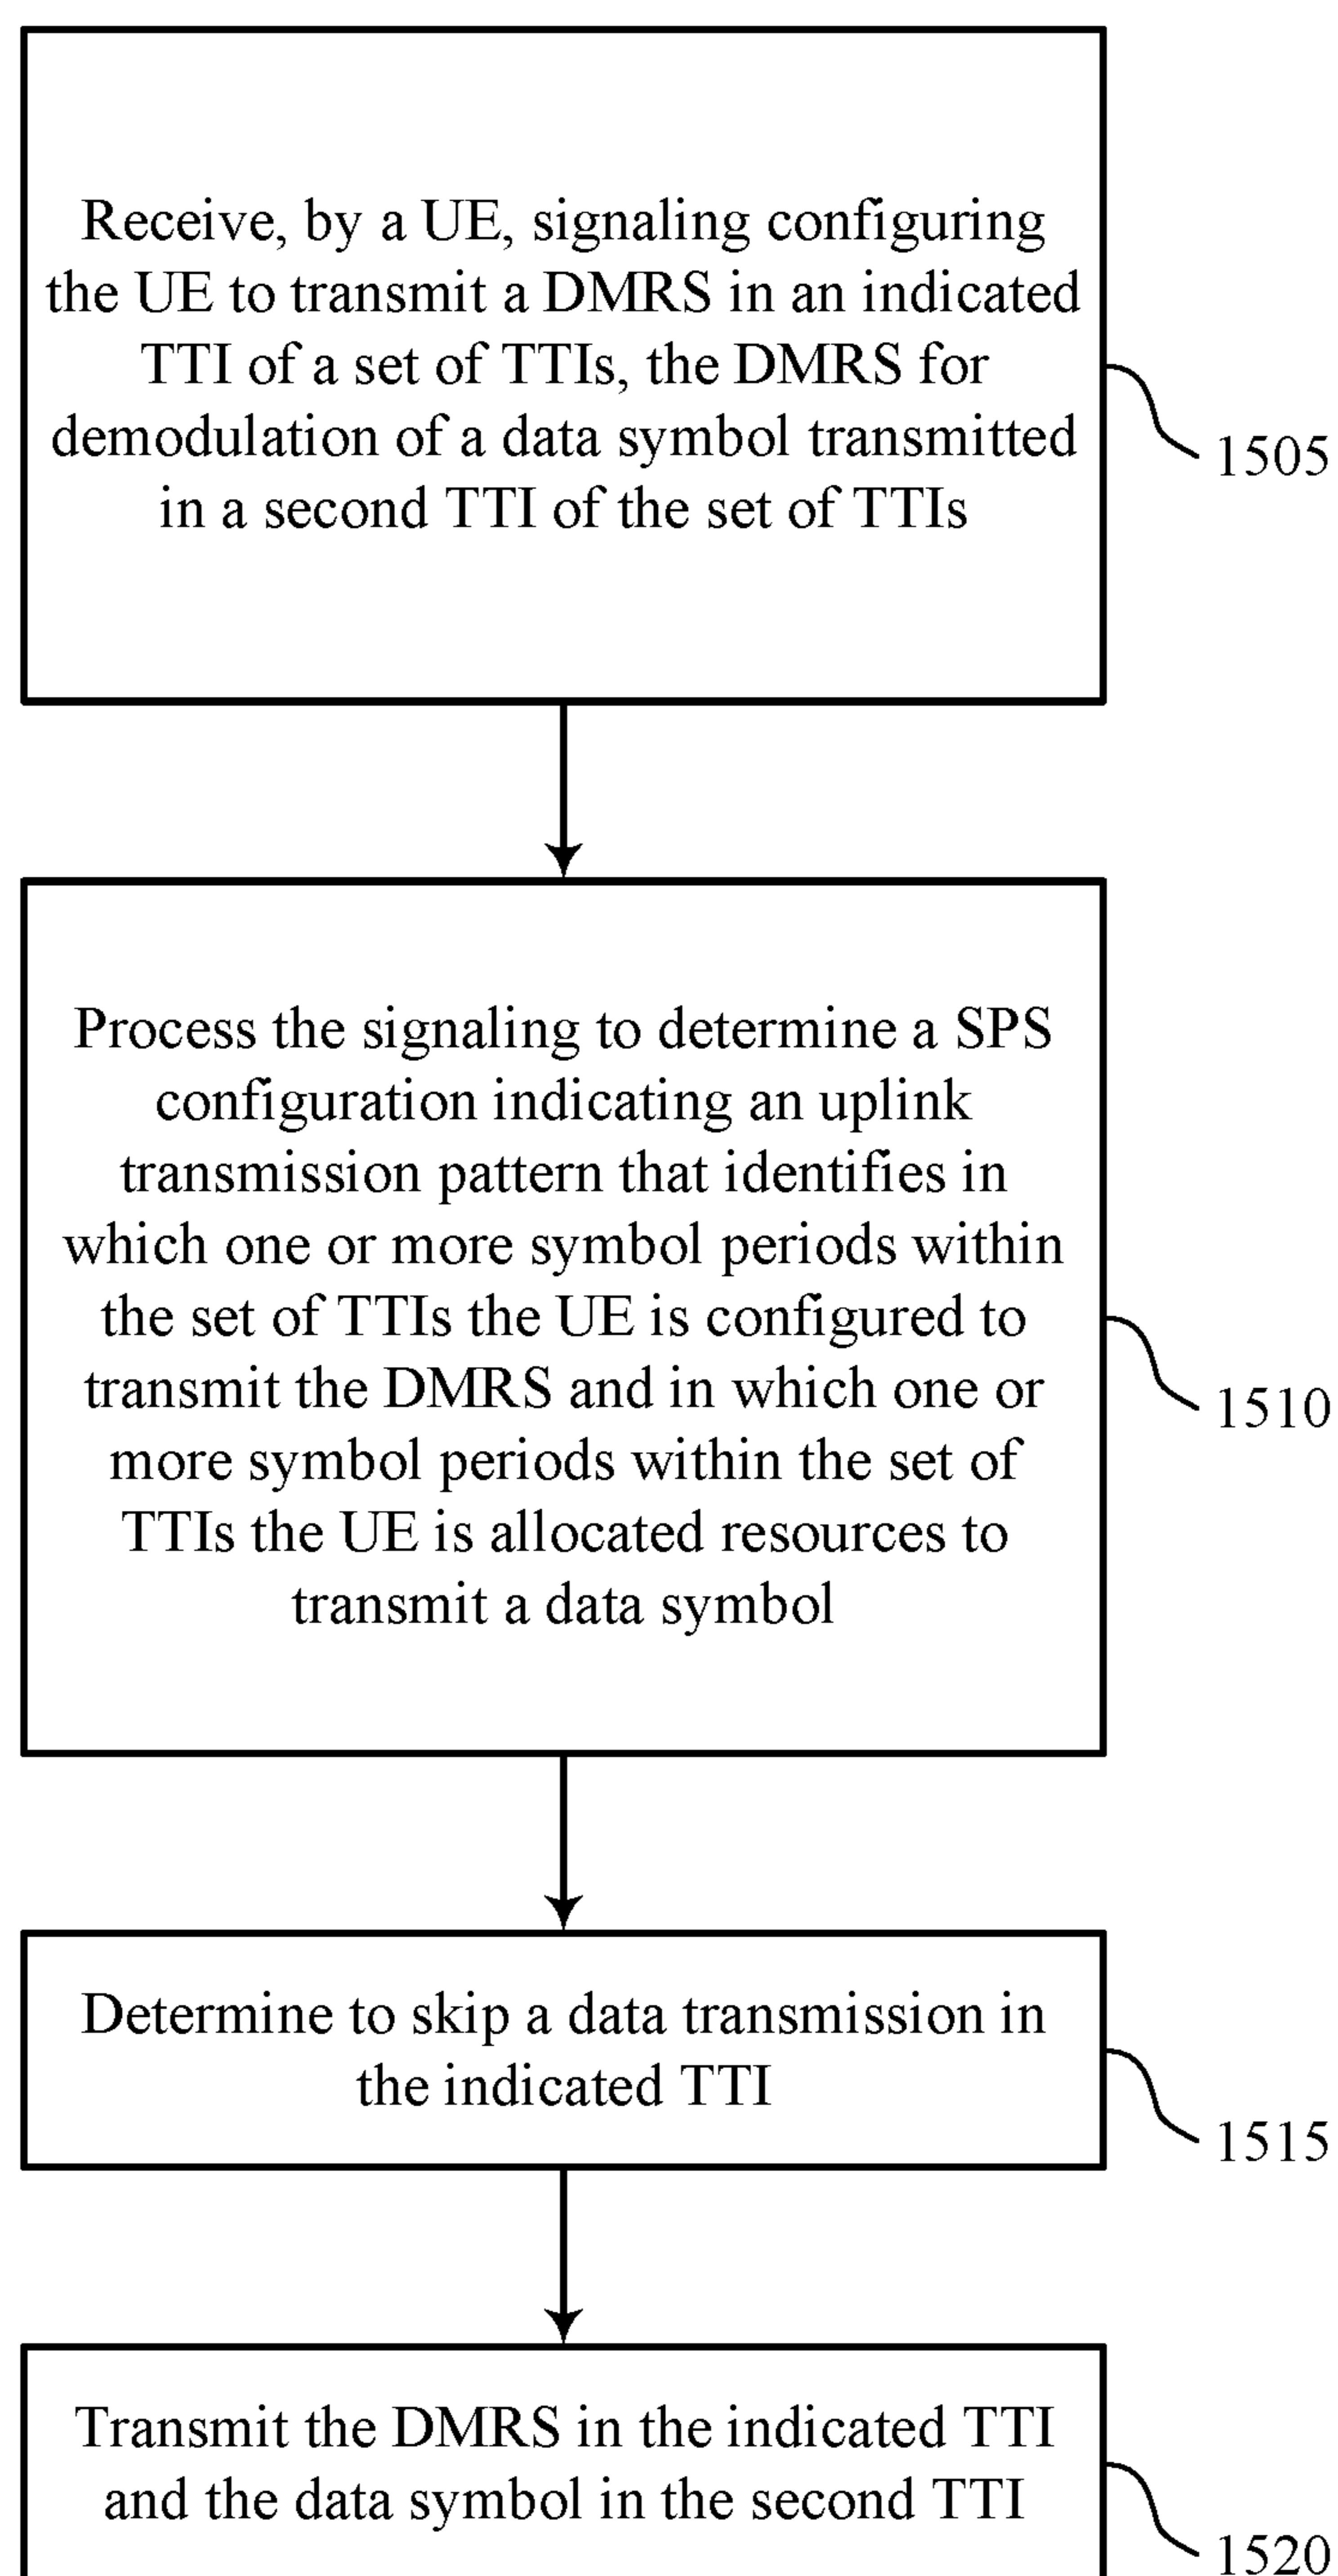 Receive, by a UE, signaling configuring
the UE to transmit a DMRS in an indicated
TTI of a set of TTIs, the DMRS for
demodulation of a data symbol transmitted
in a second TTI of the set of TTIs
1505
Process the signaling to determine a SPS
configuration indicating an uplink
transmission pattern that identifies in
which one or more symbol periods within
the set of TTIs the UE is configured to
transmit the DMRS and in which one or
more symbol periods within the set of
TTIs the UE is allocated resources to
transmit a data symbol
1510
Determine to skip a data transmission in
the indicated TTI
1515
Transmit the DMRS in the indicated TTI
and the data symbol in the second TTI
1520